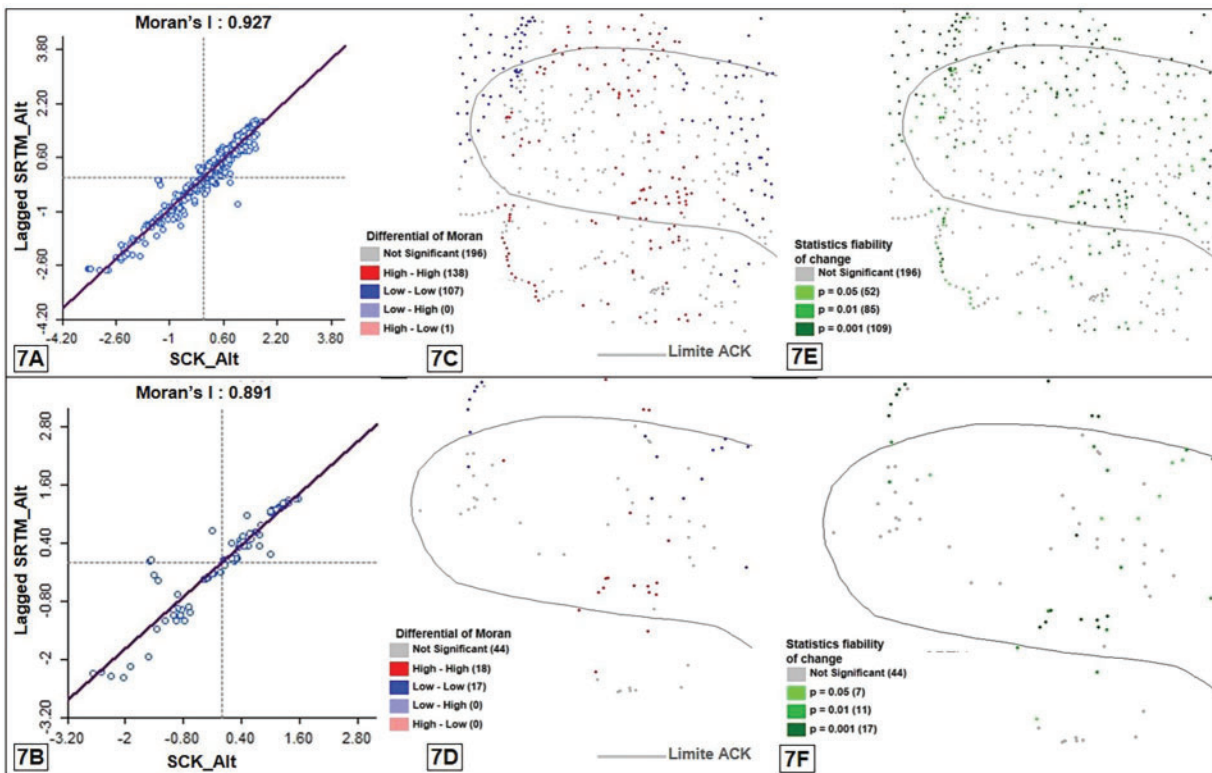 Moran's I : 0.927
3.80
2.20
0.60
-1
-2.60
-4.20
Lagged SRTM_Alt
-4.20 -2.60 -1 0.60 2.20 3.80
SCK_Alt
7A
Differential of Moran
Not Significant (196)
High - High (138)
Low - Low (107)
Low - High (0)
High - Low (1)
7C
Limite ACK
Statistics fiability
of change
Not Significant (196)
p = 0.05 (52)
p = 0.01 (85)
p = 0.001 (109)
7E
Moran's I : 0.891
2.80
1.60
0.40
-0.80
-2
-3.20
Lagged SRTM_Alt
-3.20 -2 -0.80 0.40 1.60 2.80
SCK_Alt
7B
Differential of Moran
Not Significant (44)
High - High (18)
Low - Low (17)
Low - High (0)
High - Low (0)
7D
Limite ACK
Statistics fiability
of change
Not Significant (44)
p = 0.05 (7)
p = 0.01 (11)
p = 0.001 (17)
7F